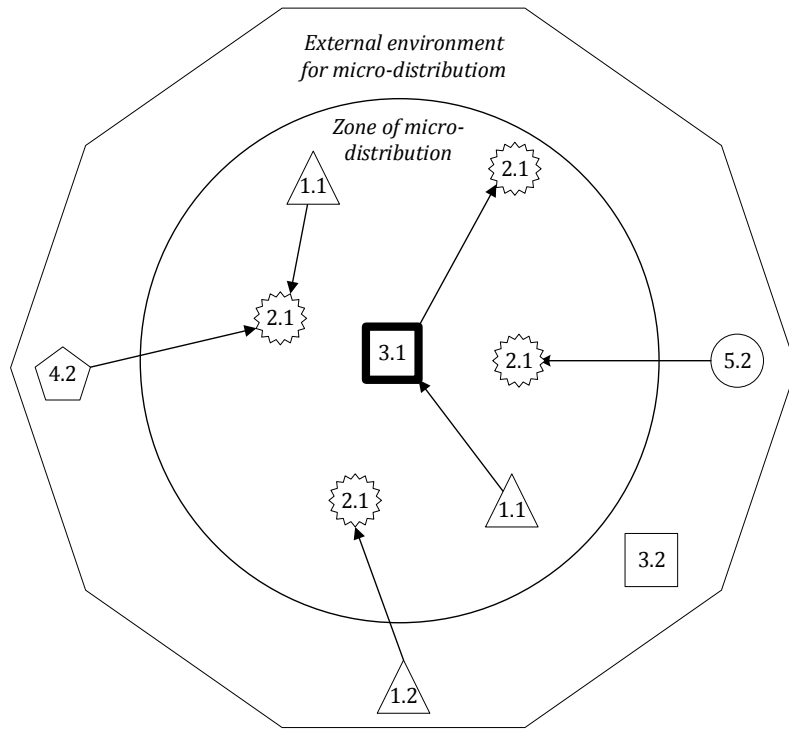 External environment
for micro-distributiom
Zone of micro-
distribution
2.1
1.1
2.1
3.1
2.1
5.2
4.2
2.1
1.1
3.2
1.2